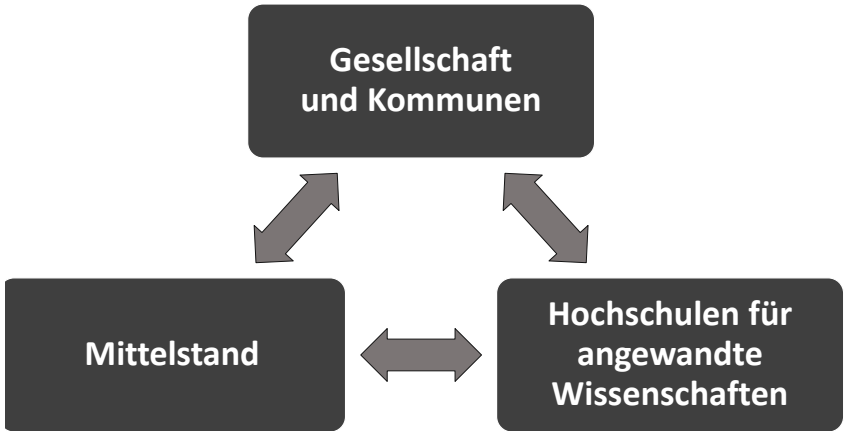 Gesellschaft
und Kommunen
Mittelstand
Hochschulen für
angewandte
Wissenschaften